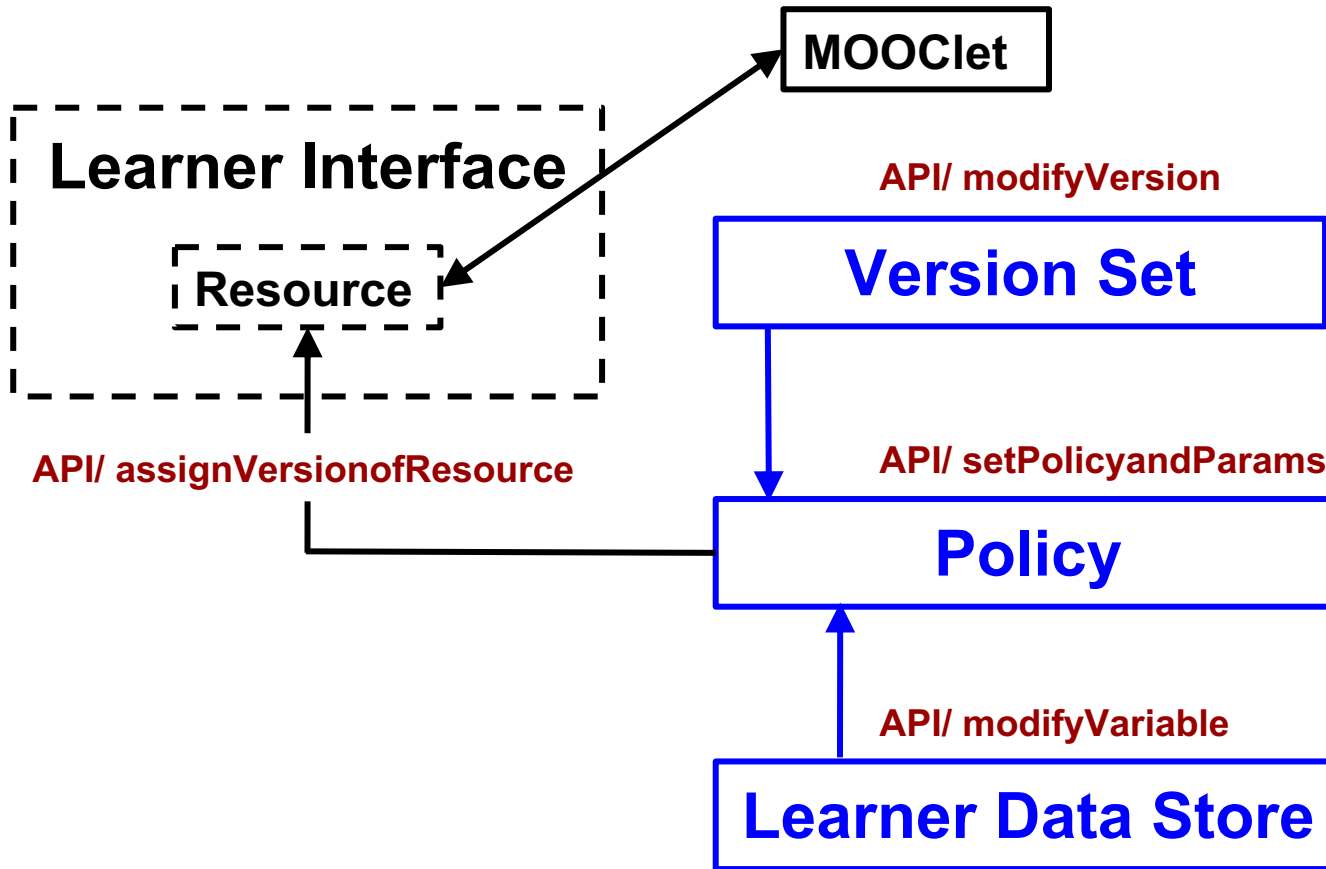 MOOClet
Learner Interface
API/ modifyVersion
Version Set
Resource
API/ assignVersionofResource
API/ setPolicyandParams
Policy
API/ modifyVariable
Learner Data Store